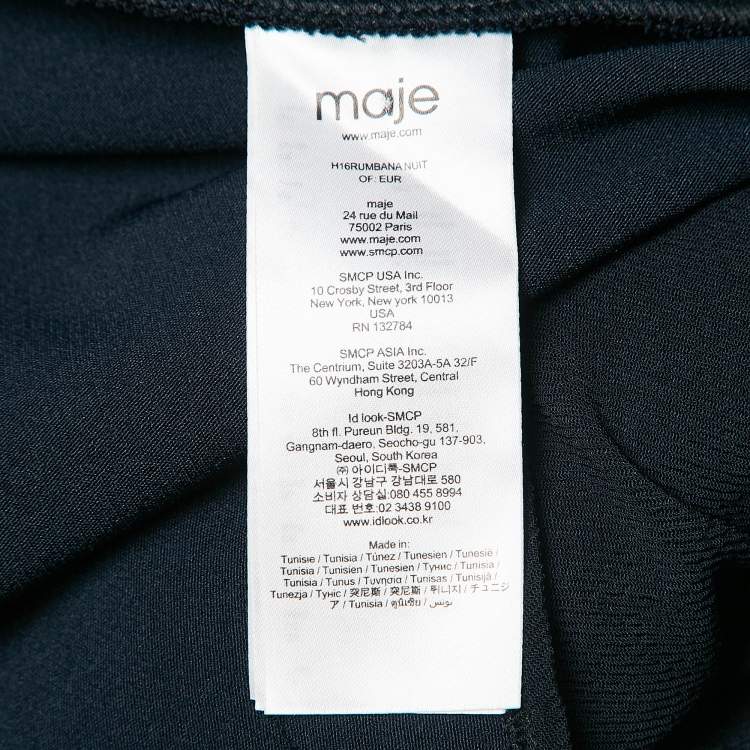 maje
www.maje.com
H16RUMBANA NUIT
OF: EUR
maje
24 rue du Mail
75002 Paris
www.maje.com
www.smcp.com
SMCP USA Inc.
10 Crosby Street, 3rd Floor
New York, New york 10013
USA
RN 132784
SMCP ASIA Inc.
The Centrium, Suite 3203A-5A 32/F
60 Wyndham Street, Central
Hong Kong
Id look-SMCP
8th fl. Pureun Bldg. 19, 581,
Gangnam-daero, Seocho-gu 137-903,
Seoul, South Korea
㈜ 아이디룩-SMCP
서울시 강남구 강남대로 580
소비자 상담실:080 455 8994
대표 번호:02 3438 9100
www.idlook.co.kr
Made in:
Tunisie / Tunisia / Túnez / Tunesien / Tunesië /
Tunisia / Tunisien / Tunesien / Тунис / Tunisia /
Tunisia / Tunus / Τυνησία / Tunisas / Tunisijā /
Tunezja / Туніс / 突尼斯 / 突尼斯 / 튀니지 / チュニジ
ア / Tunisia / ตูนิเซีย / تونس